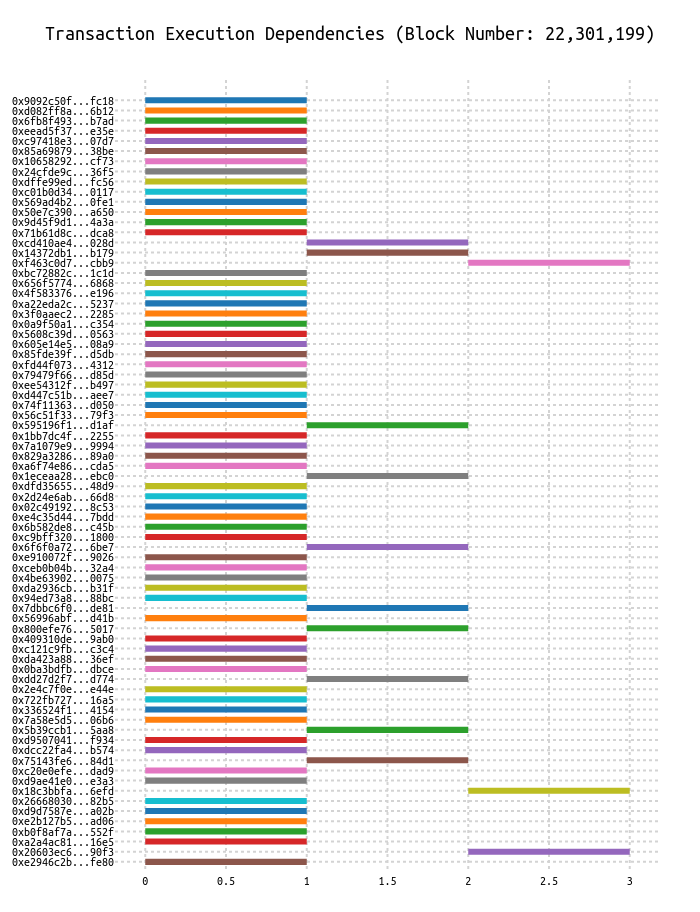 Transaction Execution Dependencies (Block Number: 22,301,199)
0x9092c50f...fc18
0xd082ff8a...6b12
0x6fb8f493...b7ad
0xeead5f37...e35e
0xc97418e3...07d7
0x85a69879...38be
0x10658292...cf73
0x24cfde9c...36f5
0xdffe99ed...fc56
0xc01b0d34...0117
0x569ad4b2...0fe1
0x50e7c390...a650
0x9d45f9d1...4a3a
0x71b61d8c...dca8
0xcd410ae4...028d
0x14372db1...b179
0xf463c0d7...cbb9
0xbc72882c...1c1d
0x656f5774...6868
0x4f583376...e196
0xa22eda2c...5237
0x3f0aaec2...2285
0x0a9f50a1...c354
0x5608c39d...0563
0x605e14e5...08a9
0x85fde39f...d5db
0xfd44f073...4312
0x79479f66...d85d
0xee54312f...b497
0xd447c51b...aee7
0x74f11363...d050
0x56c51f33...79f3
0x595196f1...d1af
0x1bb7dc4f...2255
0x7a1079e9...9994
0x829a3286...89a0
0xa6f74e86...cda5
0x1eceaa28...ebc0
0xdfd35655...48d9
0x2d24e6ab...66d8
0x02c49192...8c53
0xe4c35d44...7bdd
0x6b582de8...c45b
0xc9bff320...1800
0x6f6f0a72...6be7
0xe910072f...9026
0xceb0b04b...32a4
0x4be63902...0075
0xda2936cb...b31f
0x94ed73a8...88bc
0x7dbbc6f0...de81
0x56996abf...d41b
0x800efe76...5017
0x409310de...9ab0
0xc121c9fb...c3c4
0xda423a88...36ef
0x0ba3bdfb...dbce
0xdd27d2f7...d774
0x2e4c7f0e...e44e
0x722fb727...16a5
0x336524f1...4154
0x7a58e5d5...06b6
0x5b39ccb1...5aa8
0xd9507041...f934
0xdcc22fa4...b574
0x75143fe6...84d1
0xc20e0efe...dad9
0xd9ae41e0...e3a3
0x18c3bbfa...6efd
0x26668030...82b5
0xd9d7587e...a02b
0xe2b127b5...ad06
0xb0f8af7a...552f
0xa2a4ac81...16e5
0x20603ec6...90f3
0xe2946c2b...fe80
0 0.5 1 1.5 2 2.5 3